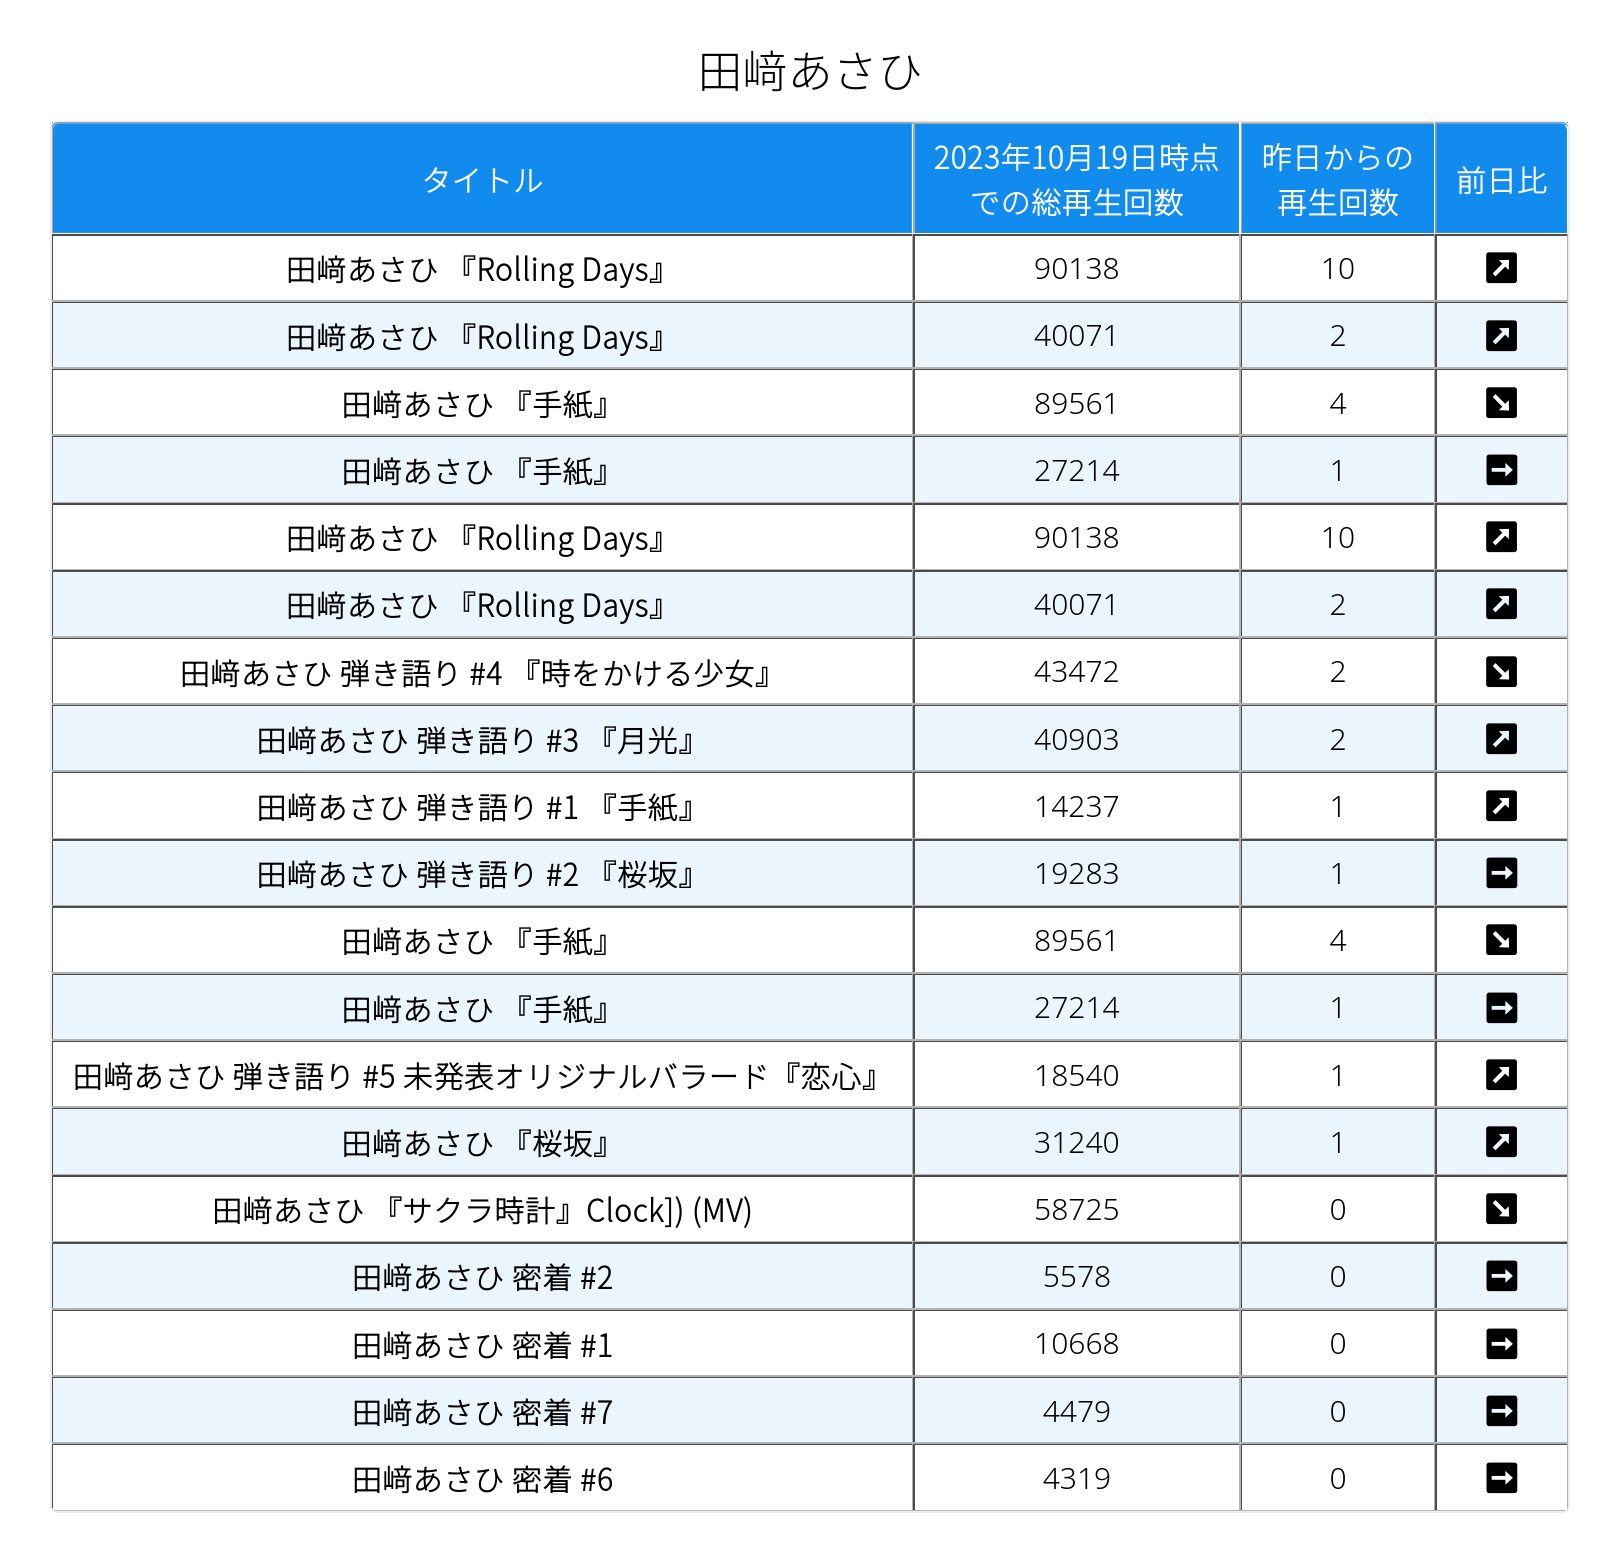 田﨑あさひ
タイトル 2023年10月19日時点での総再生回数 昨日からの再生回数 前日比
田﨑あさひ 『Rolling Days』 90138 10 ↗
田﨑あさひ 『Rolling Days』 40071 2 ↗
田﨑あさひ 『手紙』 89561 4 ↘
田﨑あさひ 『手紙』 27214 1 →
田﨑あさひ 『Rolling Days』 90138 10 ↗
田﨑あさひ 『Rolling Days』 40071 2 ↗
田﨑あさひ 弾き語り #4 『時をかける少女』 43472 2 ↘
田﨑あさひ 弾き語り #3 『月光』 40903 2 ↗
田﨑あさひ 弾き語り #1 『手紙』 14237 1 ↗
田﨑あさひ 弾き語り #2 『桜坂』 19283 1 →
田﨑あさひ 『手紙』 89561 4 ↘
田﨑あさひ 『手紙』 27214 1 →
田﨑あさひ 弾き語り #5 未発表オリジナルバラード『恋心』 18540 1 ↗
田﨑あさひ 『桜坂』 31240 1 ↗
田﨑あさひ 『サクラ時計』Clock]) (MV) 58725 0 ↘
田﨑あさひ 密着 #2 5578 0 →
田﨑あさひ 密着 #1 10668 0 →
田﨑あさひ 密着 #7 4479 0 →
田﨑あさひ 密着 #6 4319 0 →